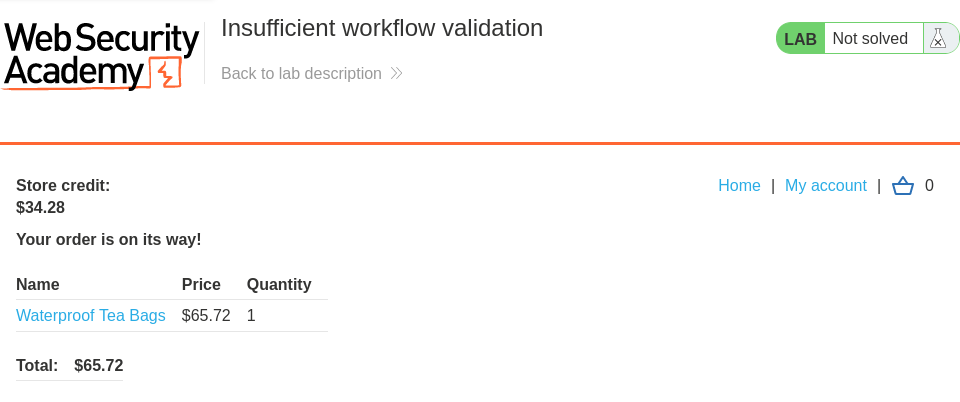 Web Security
Academy
Insufficient workflow validation
Back to lab description
LAB Not solved
Home | My account | 0
Store credit:
$34.28
Your order is on its way!
Name Price Quantity
Waterproof Tea Bags $65.72 1
Total: $65.72